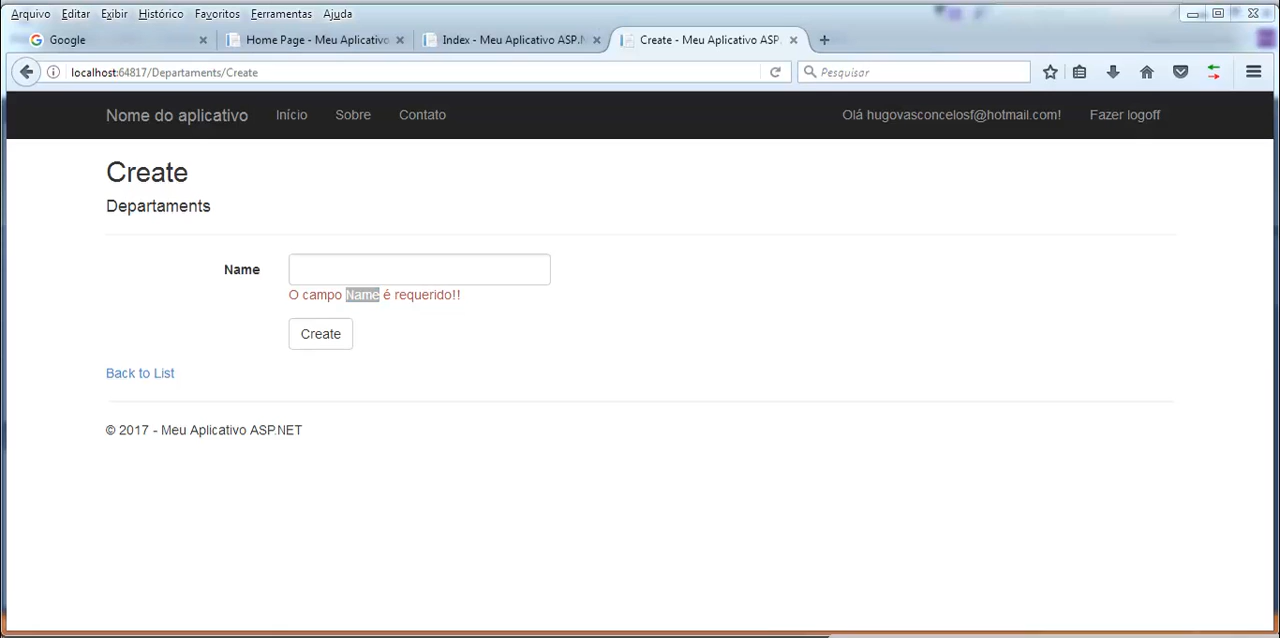 Arquivo Editar Exibir Histórico Favoritos Ferramentas Ajuda
Google Home Page - Meu Aplicativo Index - Meu Aplicativo ASP.N Create - Meu Aplicativo ASP.
localhost:64817/Departaments/Create Pesquisar
Nome do aplicativo Início Sobre Contato Olá hugovasconcelosf@hotmail.com! Fazer logoff
Create
Departaments
Name
O campo Name é requerido!!
Create
Back to List
© 2017 - Meu Aplicativo ASP.NET